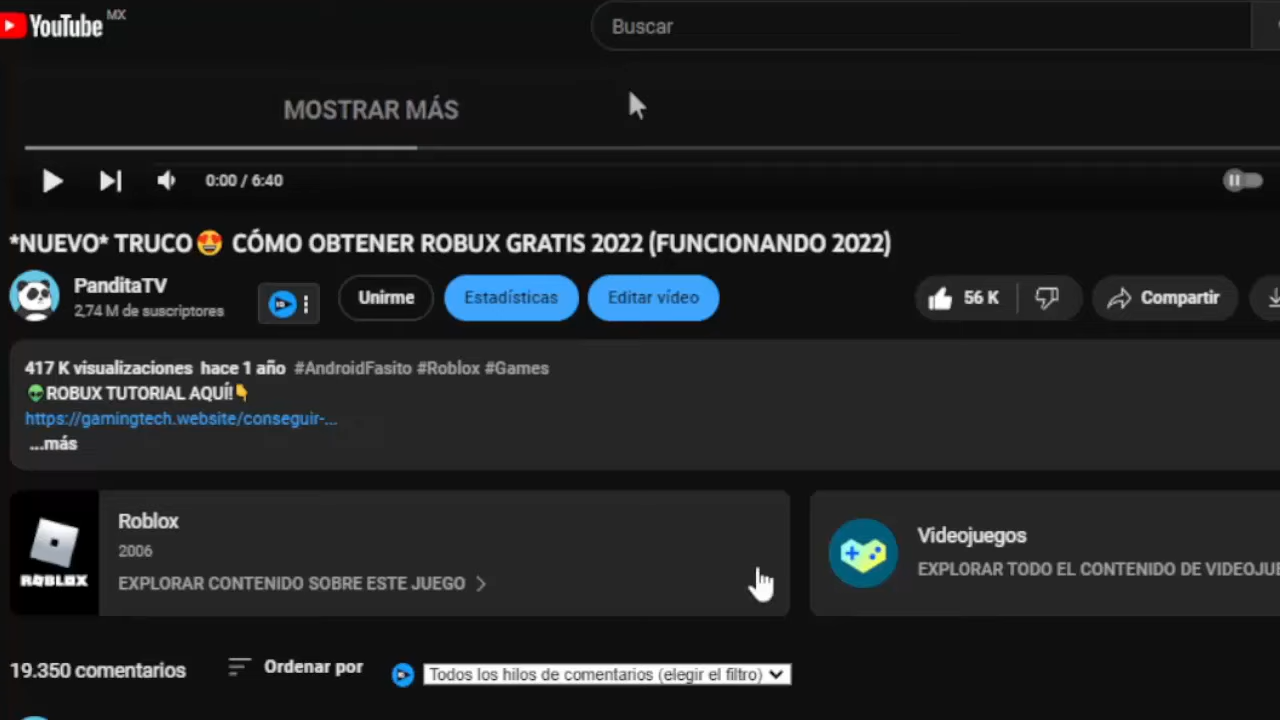 YouTube MX
Buscar
MOSTRAR MÁS
0:00 / 6:40
*NUEVO* TRUCO😍 CÓMO OBTENER ROBUX GRATIS 2022 (FUNCIONANDO 2022)
PanditaTV
2,74 M de suscriptores
Unirme
Estadísticas
Editar vídeo
56 K
Compartir
417 K visualizaciones hace 1 año #AndroidFasito #Roblox #Games
👽ROBUX TUTORIAL AQUÍ!👇
https://gamingtech.website/conseguir-...
...más
ROBLOX
Roblox
2006
EXPLORAR CONTENIDO SOBRE ESTE JUEGO
Videojuegos
EXPLORAR TODO EL CONTENIDO DE VIDEOJUE
19.350 comentarios
Ordenar por
Todos los hilos de comentarios (elegir el filtro)